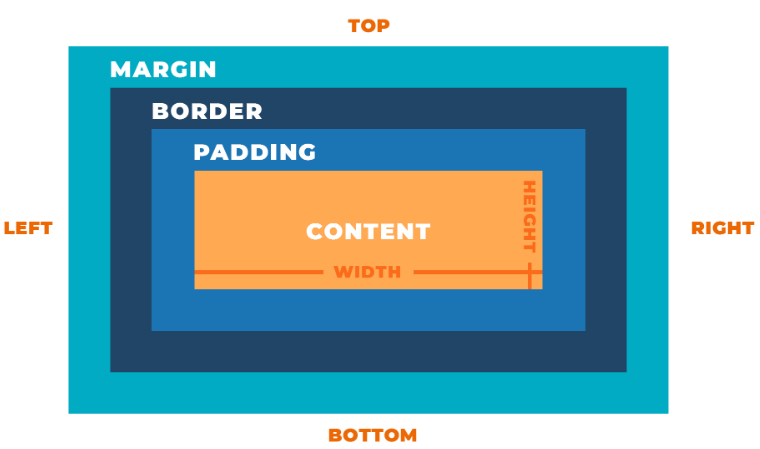 TOP
MARGIN
BORDER
PADDING
HEIGHT
LEFT
CONTENT
RIGHT
WIDTH
BOTTOM